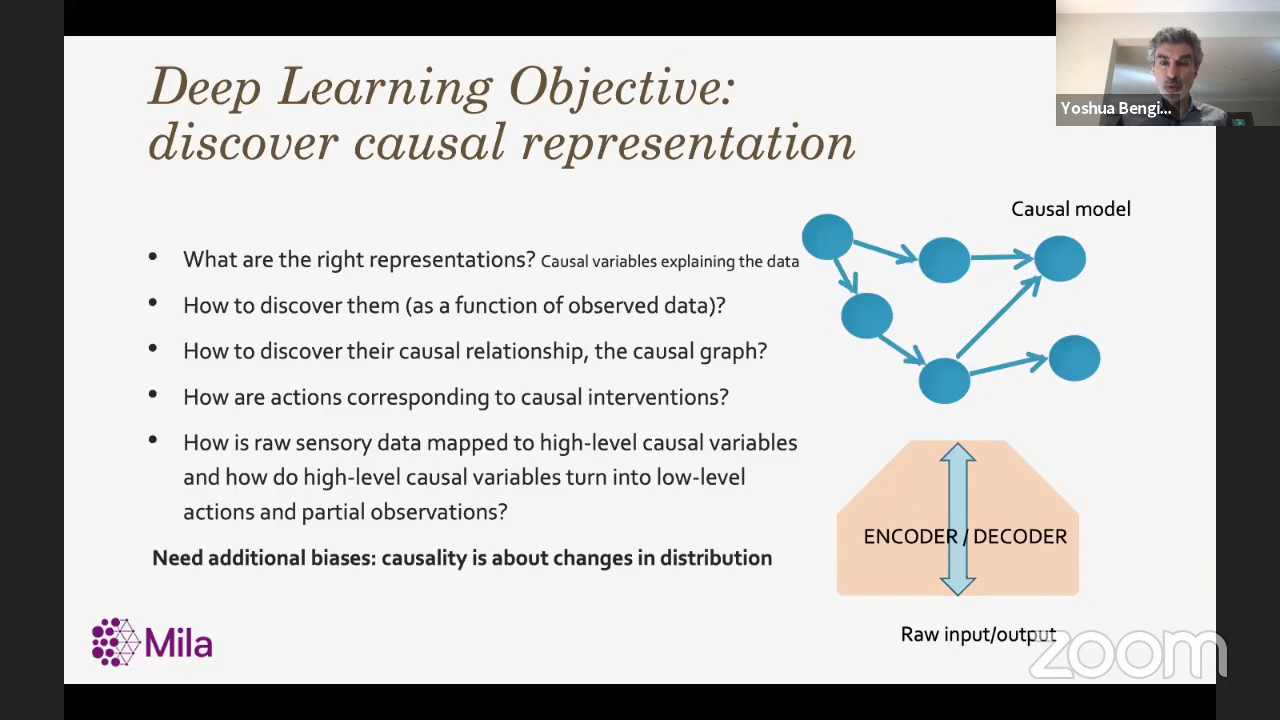 Deep Learning Objective:
discover causal representation
Yoshua Bengi...
Causal model
• What are the right representations? Causal variables explaining the data
• How to discover them (as a function of observed data)?
• How to discover their causal relationship, the causal graph?
• How are actions corresponding to causal interventions?
• How is raw sensory data mapped to high-level causal variables
and how do high-level causal variables turn into low-level
actions and partial observations?
Need additional biases: causality is about changes in distribution
ENCODER / DECODER
Raw input/output
Mila
zoom